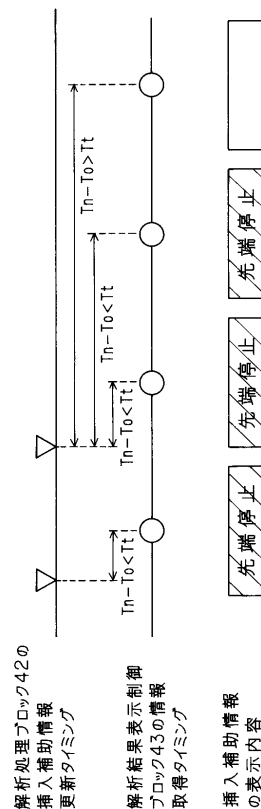 解析処理ブロック42の
挿入補助情報
更新タイミング
Tn-To<Tt
Tn-To<Tt
Tn-To<Tt
Tn-To>Tt
解析結果表示制御
ブロック43の情報
取得タイミング
挿入補助情報
の表示内容
先端停止
先端停止
先端停止